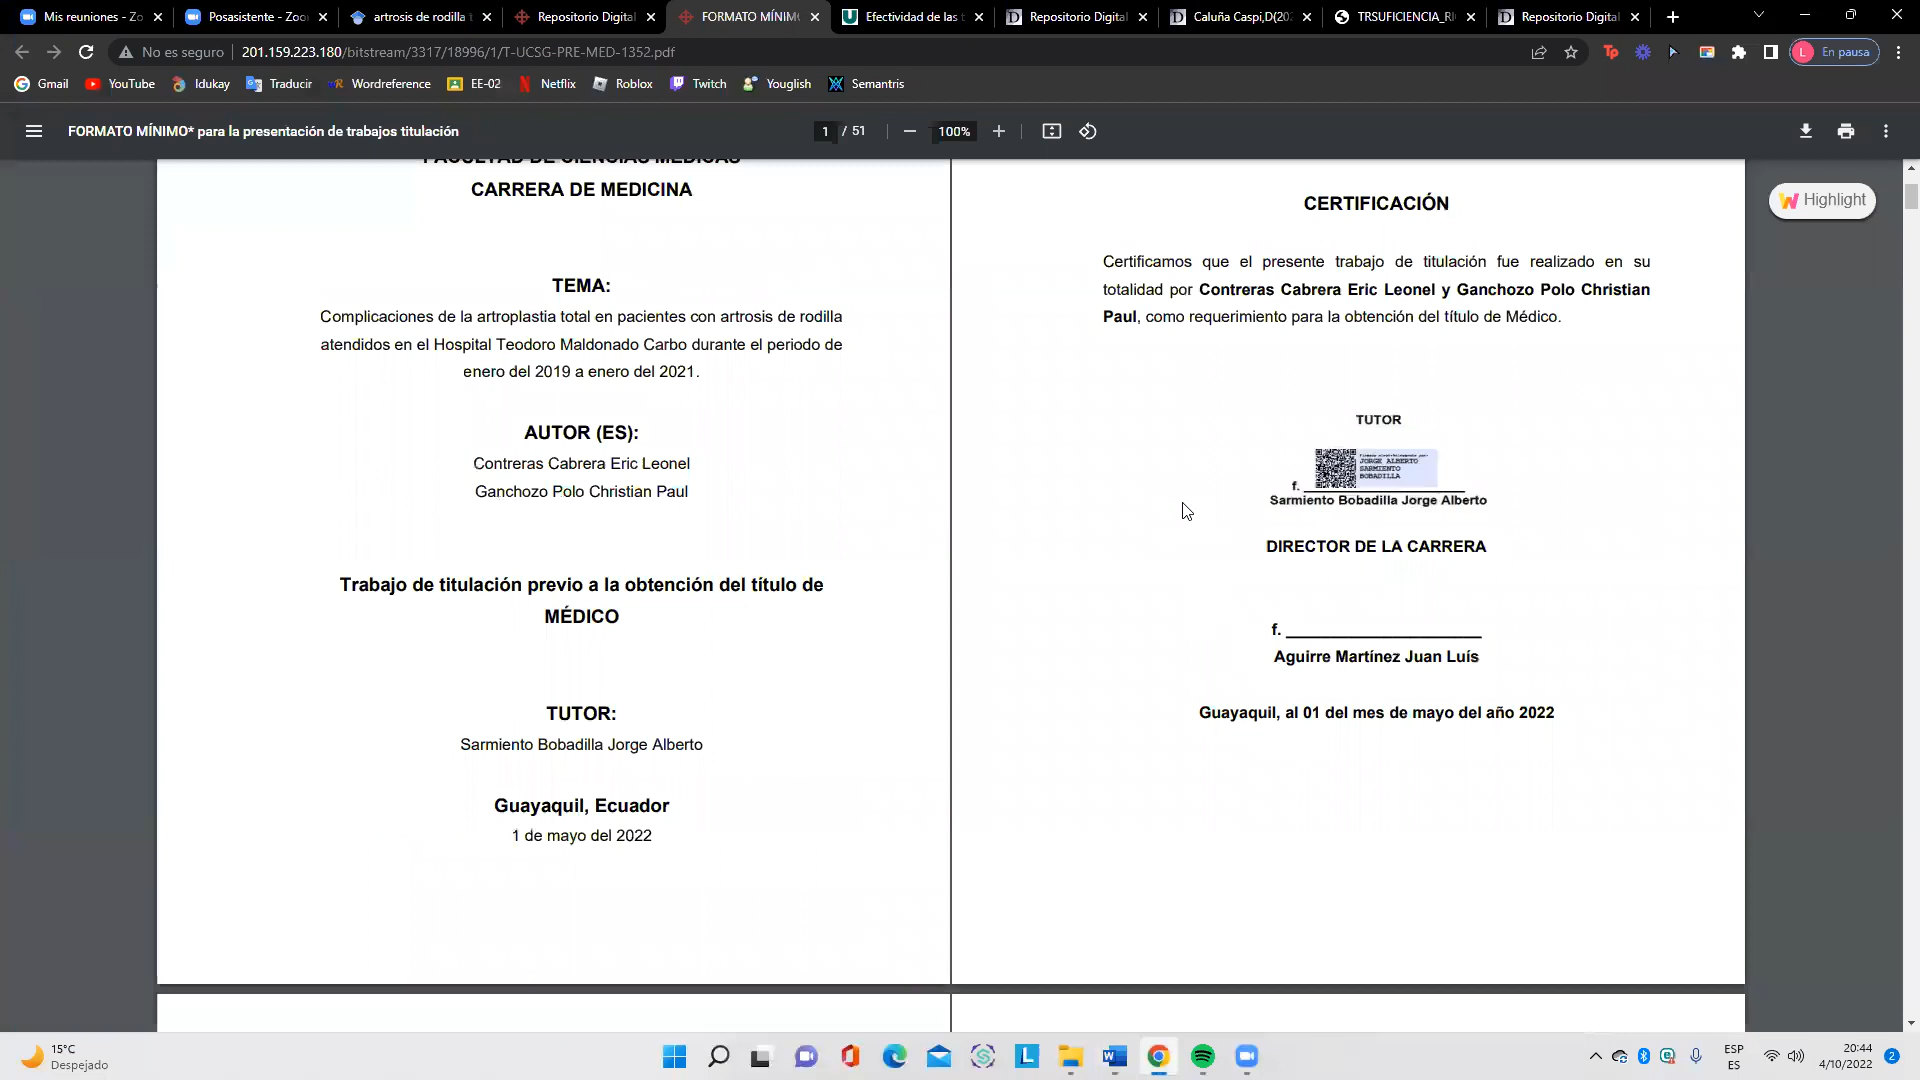 Mis reuniones - Zo
Posasistente - Zoo
artrosis de rodilla
Repositorio Digital
FORMATO MÍNIM
Efectividad de las
Repositorio Digital
Caluña Caspi,D(20
TRSUFICIENCIA_RI
Repositorio Digital
No es seguro 201.159.223.180/bitstream/3317/18996/1/T-UCSG-PRE-MED-1352.pdf
L En pausa
Gmail YouTube Idukay Traducir Wordreference EE-02 Netflix Roblox Twitch Youglish Semantris
FORMATO MÍNIMO* para la presentación de trabajos titulación
1 / 51 100%
FACULTAD DE CIENCIAS MÉDICAS
CARRERA DE MEDICINA
TEMA:
Complicaciones de la artroplastia total en pacientes con artrosis de rodilla
atendidos en el Hospital Teodoro Maldonado Carbo durante el periodo de
enero del 2019 a enero del 2021.
AUTOR (ES):
Contreras Cabrera Eric Leonel
Ganchozo Polo Christian Paul
Trabajo de titulación previo a la obtención del título de
MÉDICO
TUTOR:
Sarmiento Bobadilla Jorge Alberto
Guayaquil, Ecuador
1 de mayo del 2022
CERTIFICACIÓN
Certificamos que el presente trabajo de titulación fue realizado en su
totalidad por Contreras Cabrera Eric Leonel y Ganchozo Polo Christian
Paul, como requerimiento para la obtención del título de Médico.
TUTOR
JORGE ALBERTO
SARMIENTO
BOBADILLA
f.
Sarmiento Bobadilla Jorge Alberto
DIRECTOR DE LA CARRERA
f. ______________________
Aguirre Martínez Juan Luís
Guayaquil, al 01 del mes de mayo del año 2022
Highlight
15°C
Despejado
ESP
ES
20:44
4/10/2022
2